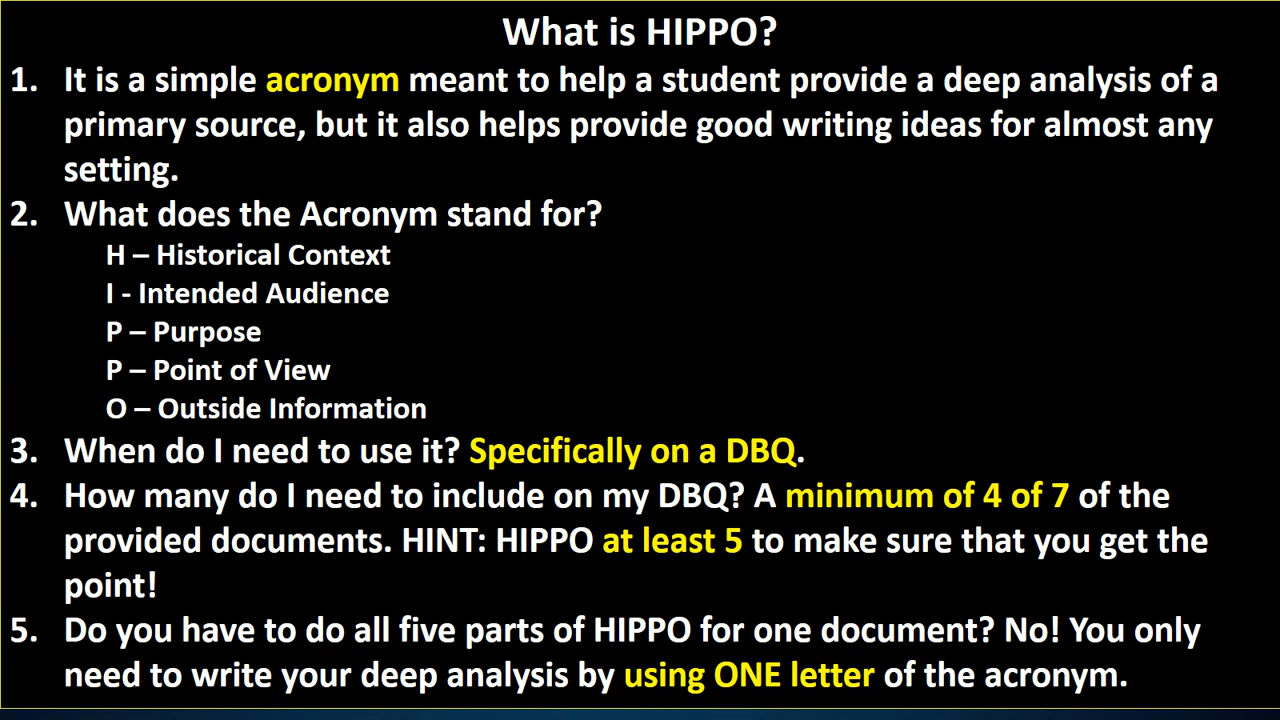 What is HIPPO?
1. It is a simple acronym meant to help a student provide a deep analysis of a
primary source, but it also helps provide good writing ideas for almost any
setting.
2. What does the Acronym stand for?
H – Historical Context
I - Intended Audience
P – Purpose
P – Point of View
O – Outside Information
3. When do I need to use it? Specifically on a DBQ.
4. How many do I need to include on my DBQ? A minimum of 4 of 7 of the
provided documents. HINT: HIPPO at least 5 to make sure that you get the
point!
5. Do you have to do all five parts of HIPPO for one document? No! You only
need to write your deep analysis by using ONE letter of the acronym.